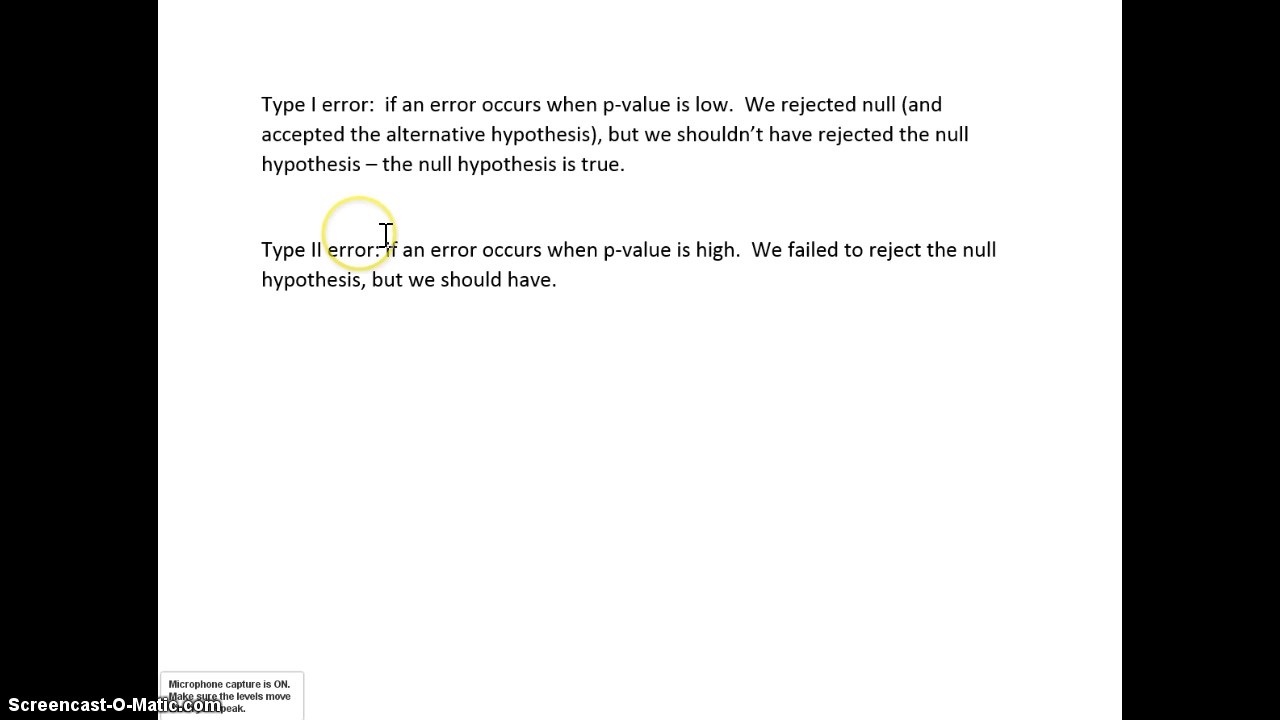 Type I error:  if an error occurs when p-value is low.  We rejected null (and
accepted the alternative hypothesis), but we shouldn’t have rejected the null
hypothesis – the null hypothesis is true.
Type II error: if an error occurs when p-value is high.  We failed to reject the null
hypothesis, but we should have.
Microphone capture is ON.
Make sure the levels move
peak.
Screencast-O-Matic.com